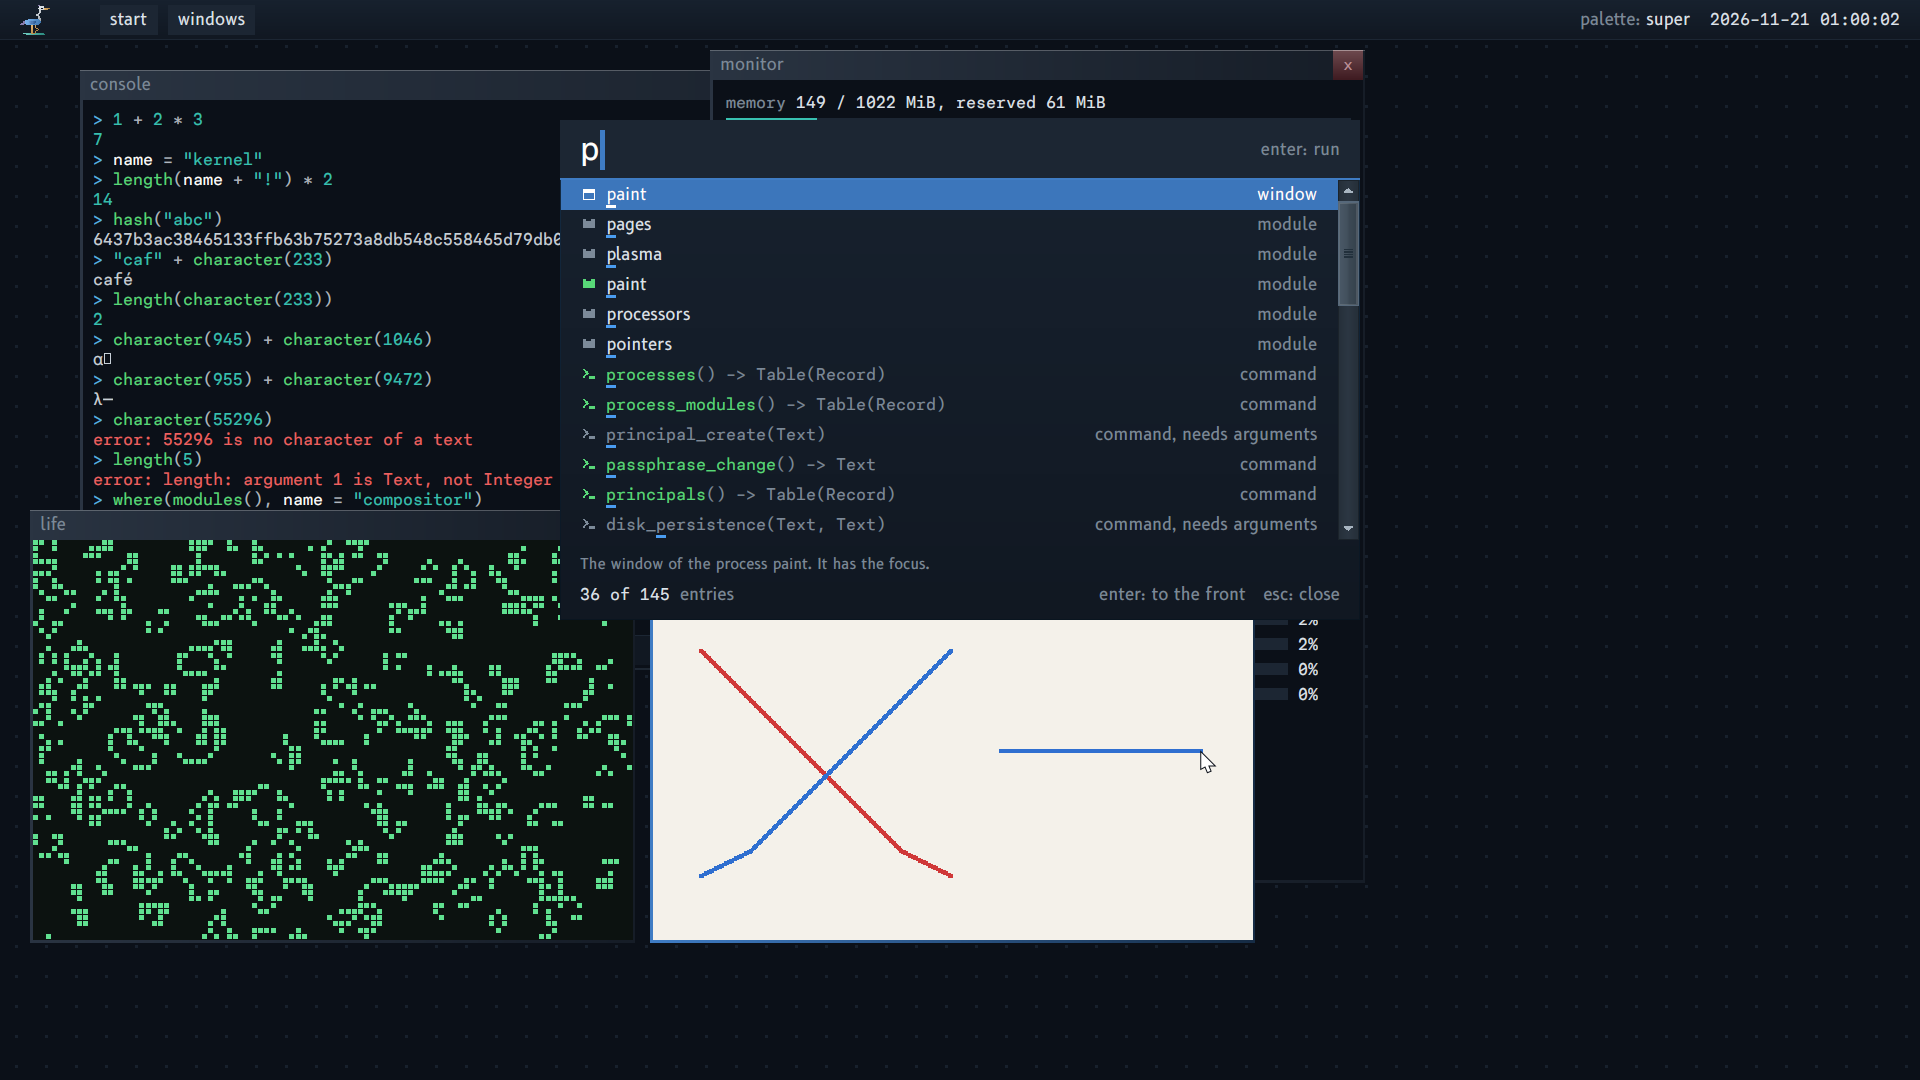 start windows palette: super 2026-11-21 01:00:02
console
> 1 + 2 * 3
7
> name = "kernel"
> length(name + "!") * 2
14
> hash("abc")
6437b3ac38465133ffb63b75273a8db548c558465d79db
> "caf" + character(233)
café
> length(character(233))
2
> character(945) + character(1046)
α
> character(955) + character(9472)
λ─
> character(55296)
error: 55296 is no character of a text
> length(5)
error: length: argument 1 is Text, not Integer
> where(modules(), name = "compositor")
monitor x
memory 149 / 1022 MiB, reserved 61 MiB
p enter: run
paint window
pages module
plasma module
paint module
processors module
pointers module
processes() -> Table(Record) command
process_modules() -> Table(Record) command
principal_create(Text) command, needs arguments
passphrase_change() -> Text command
principals() -> Table(Record) command
disk_persistence(Text, Text) command, needs arguments
The window of the process paint. It has the focus.
36 of 145 entries enter: to the front esc: close
2%
2%
0%
0%
life